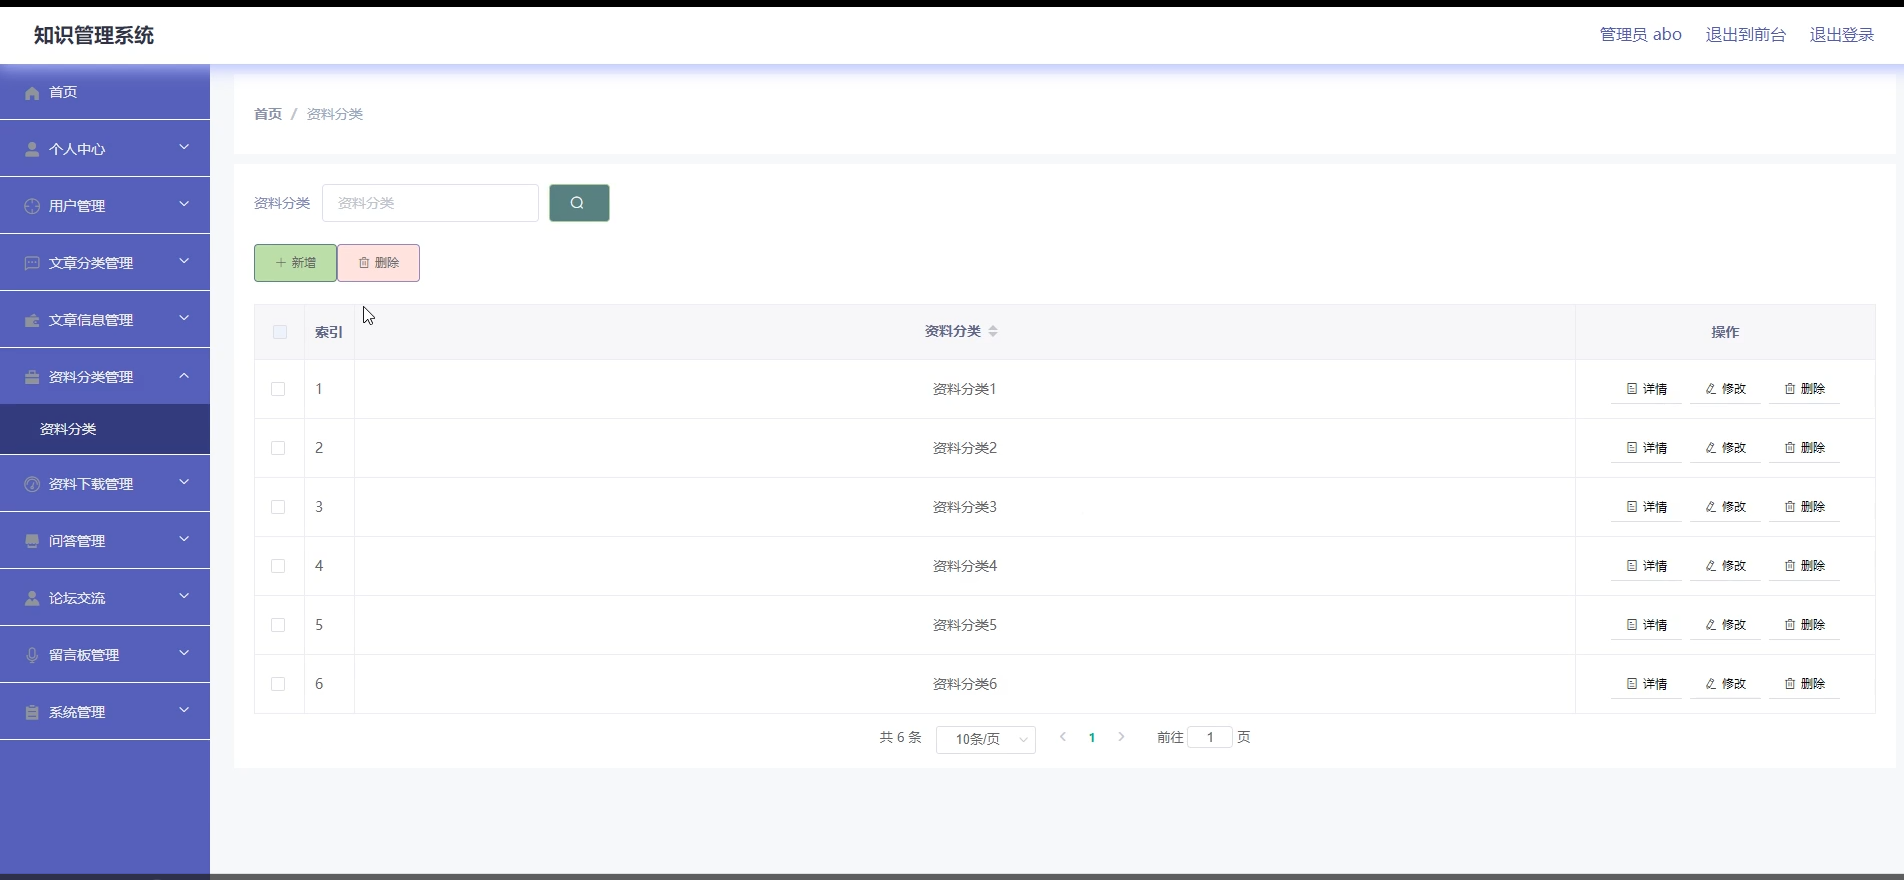 知识管理系统
管理员 abo 退出到前台 退出登录
首页
个人中心
用户管理
文章分类管理
文章信息管理
资料分类管理
资料分类
资料下载管理
问答管理
论坛交流
留言板管理
系统管理
首页 / 资料分类
资料分类 资料分类
新增 删除
索引 资料分类 操作
1 资料分类1 详情 修改 删除
2 资料分类2 详情 修改 删除
3 资料分类3 详情 修改 删除
4 资料分类4 详情 修改 删除
5 资料分类5 详情 修改 删除
6 资料分类6 详情 修改 删除
共 6 条 10条/页 1 前往 1 页